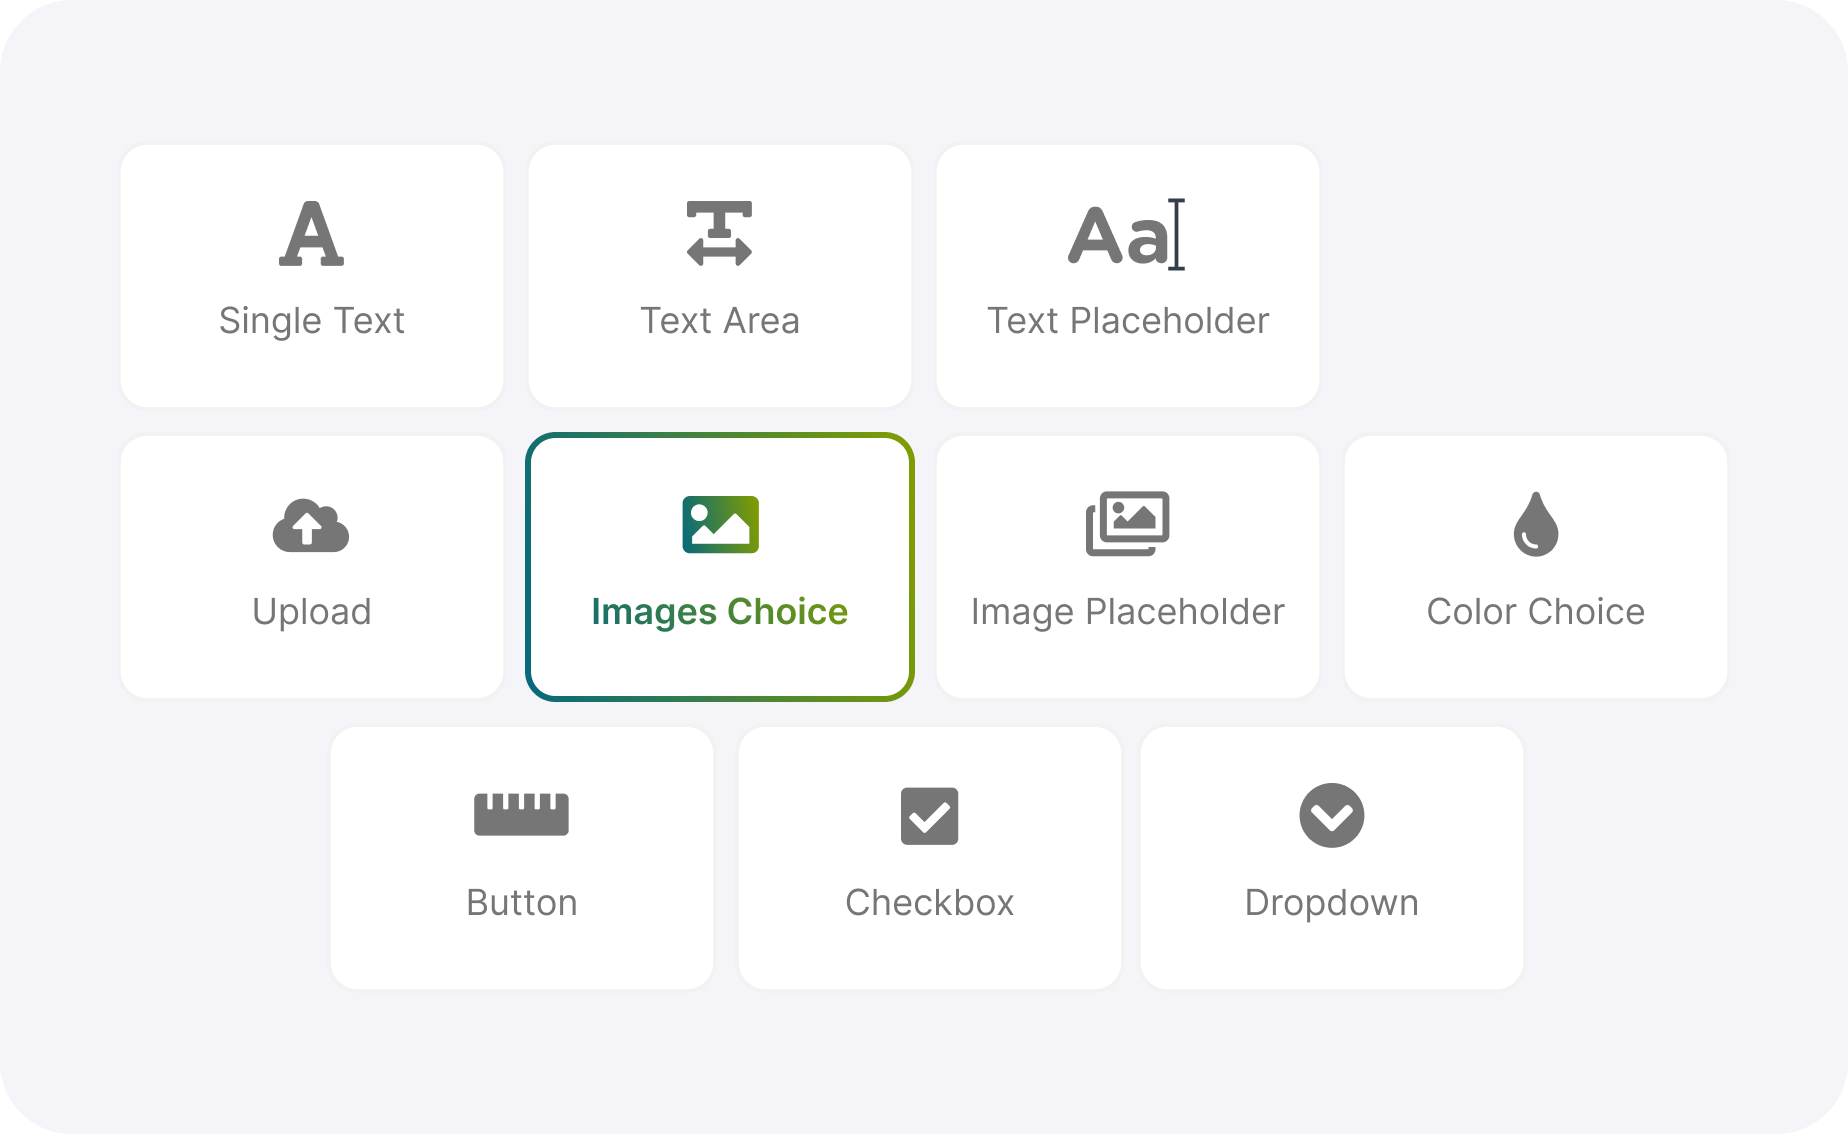 A
T
Aa
Single Text
Text Area
Text Placeholder
Upload
Images Choice
Image Placeholder
Color Choice
Button
Checkbox
Dropdown